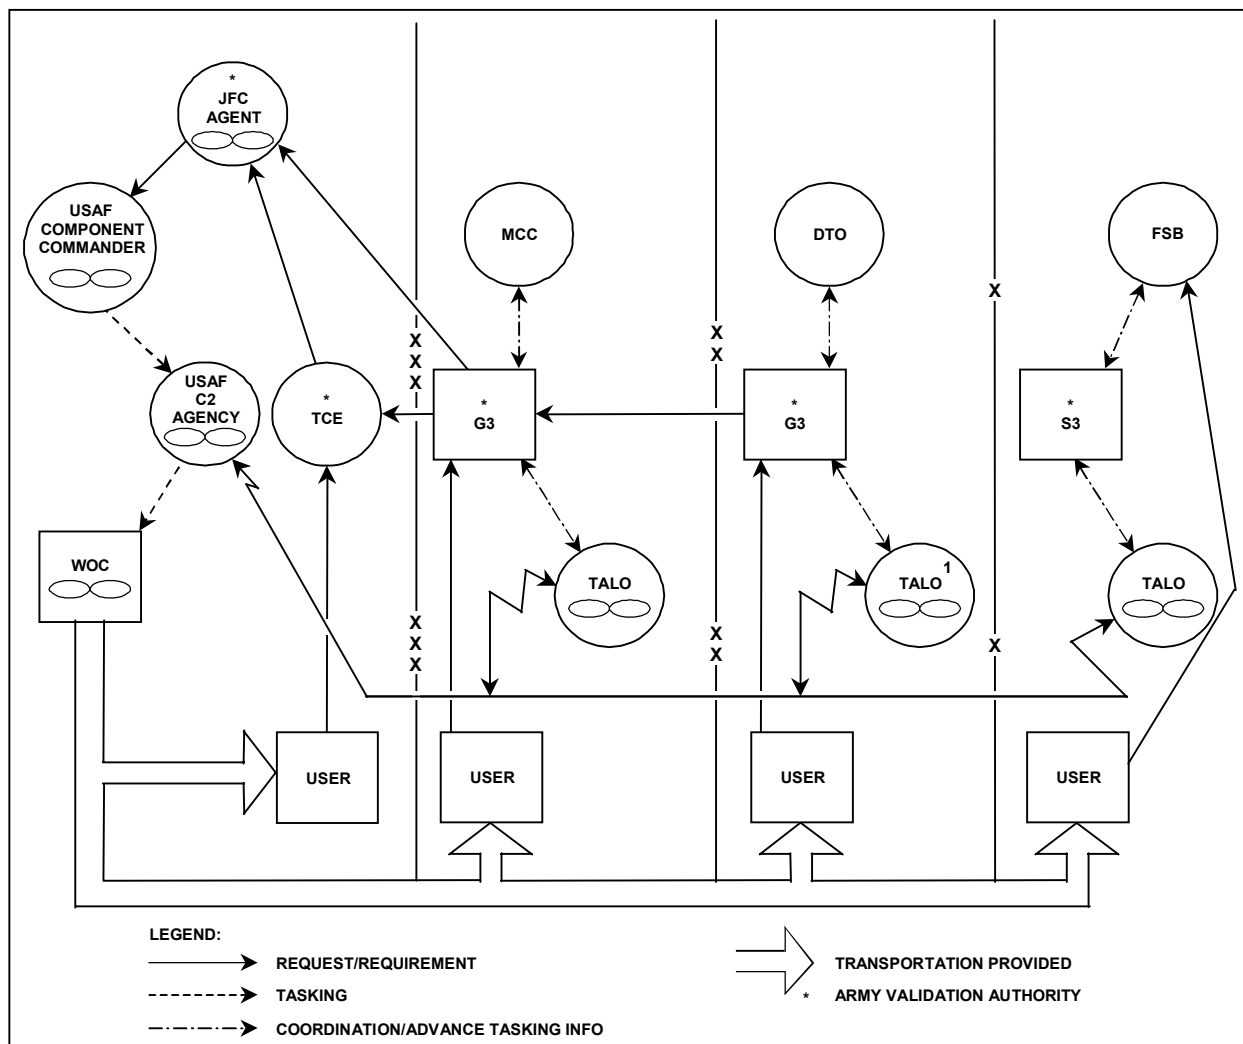 *
JFC
AGENT
USAF
COMPONENT
COMMANDER
MCC
DTO
FSB
X
X
X
X
X
X
X
USAF
C2
AGENCY
*
TCE
*
G3
*
G3
*
S3
WOC
TALO
TALO 1
TALO
X
X
X
X
X
X
USER
USER
USER
USER
LEGEND:
REQUEST/REQUIREMENT
TASKING
COORDINATION/ADVANCE TASKING INFO
TRANSPORTATION PROVIDED
* ARMY VALIDATION AUTHORITY